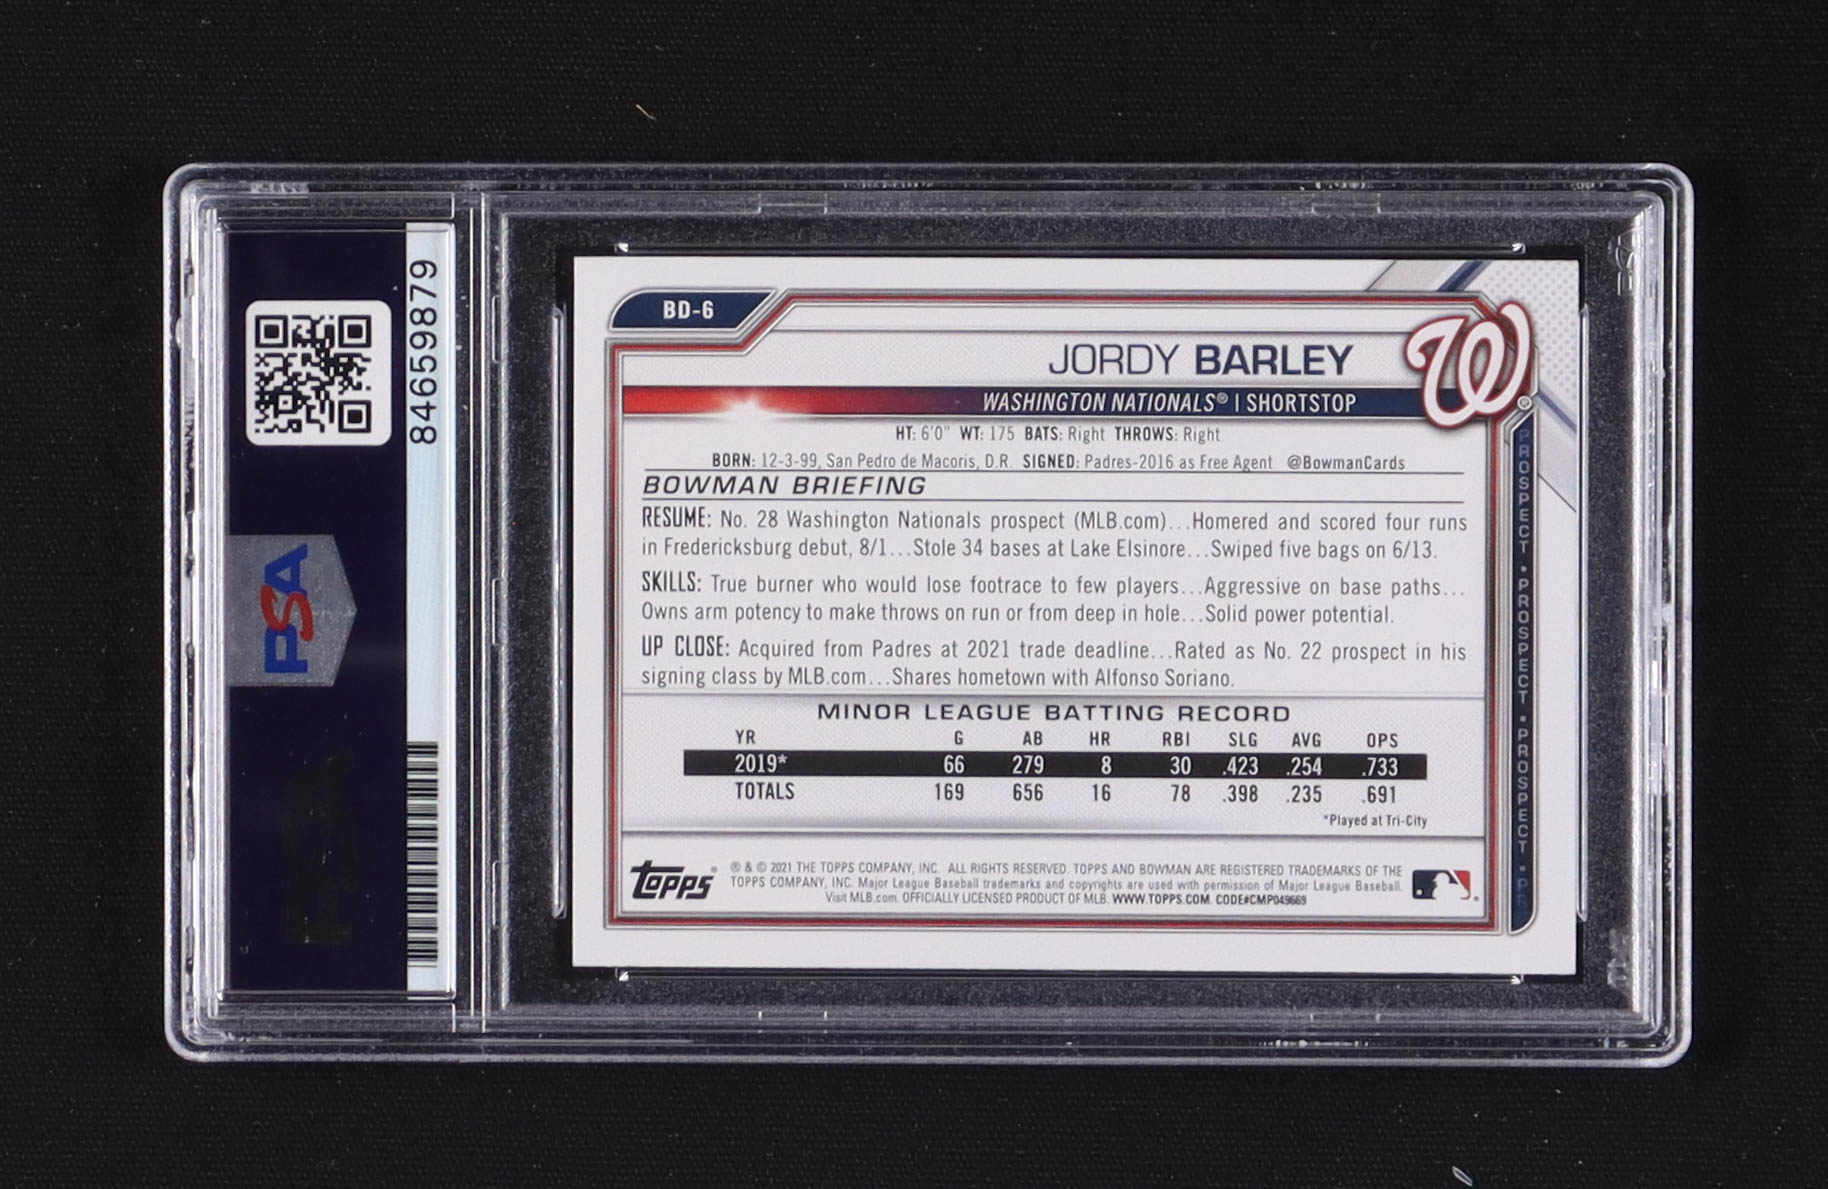 84659879
PSA
BD-6
JORDY BARLEY
W
WASHINGTON NATIONALS® | SHORTSTOP
HT: 6'0" WT: 175 BATS: Right THROWS: Right
BORN: 12-3-99, San Pedro de Macoris, D.R. SIGNED: Padres-2016 as Free Agent @BowmanCards
BOWMAN BRIEFING
RESUME: No. 28 Washington Nationals prospect (MLB.com)...Homered and scored four runs
in Fredericksburg debut, 8/1...Stole 34 bases at Lake Elsinore...Swiped five bags on 6/13.
SKILLS: True burner who would lose footrace to few players...Aggressive on base paths...
Owns arm potency to make throws on run or from deep in hole...Solid power potential.
UP CLOSE: Acquired from Padres at 2021 trade deadline...Rated as No. 22 prospect in his
signing class by MLB.com...Shares hometown with Alfonso Soriano.
MINOR LEAGUE BATTING RECORD
YR G AB HR RBI SLG AVG OPS
2019* 66 279 8 30 .423 .254 .733
TOTALS 169 656 16 78 .398 .235 .691
*Played at Tri-City
topps ® & © 2021 THE TOPPS COMPANY, INC. ALL RIGHTS RESERVED. TOPPS AND BOWMAN ARE REGISTERED TRADEMARKS OF THE
TOPPS COMPANY, INC. Major League Baseball trademarks and copyrights are used with permission of Major League Baseball.
Visit MLB.com. OFFICIALLY LICENSED PRODUCT OF MLB. WWW.TOPPS.COM. CODE#CMP049669
PROSPECT • PROSPECT • PROSPECT • PR